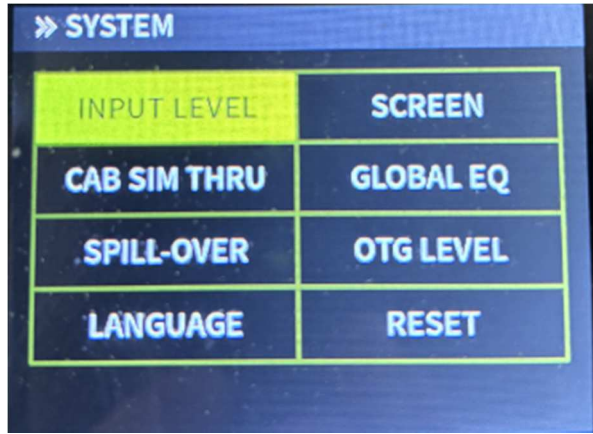 » SYSTEM
INPUT LEVEL SCREEN
CAB SIM THRU GLOBAL EQ
SPILL-OVER OTG LEVEL
LANGUAGE RESET